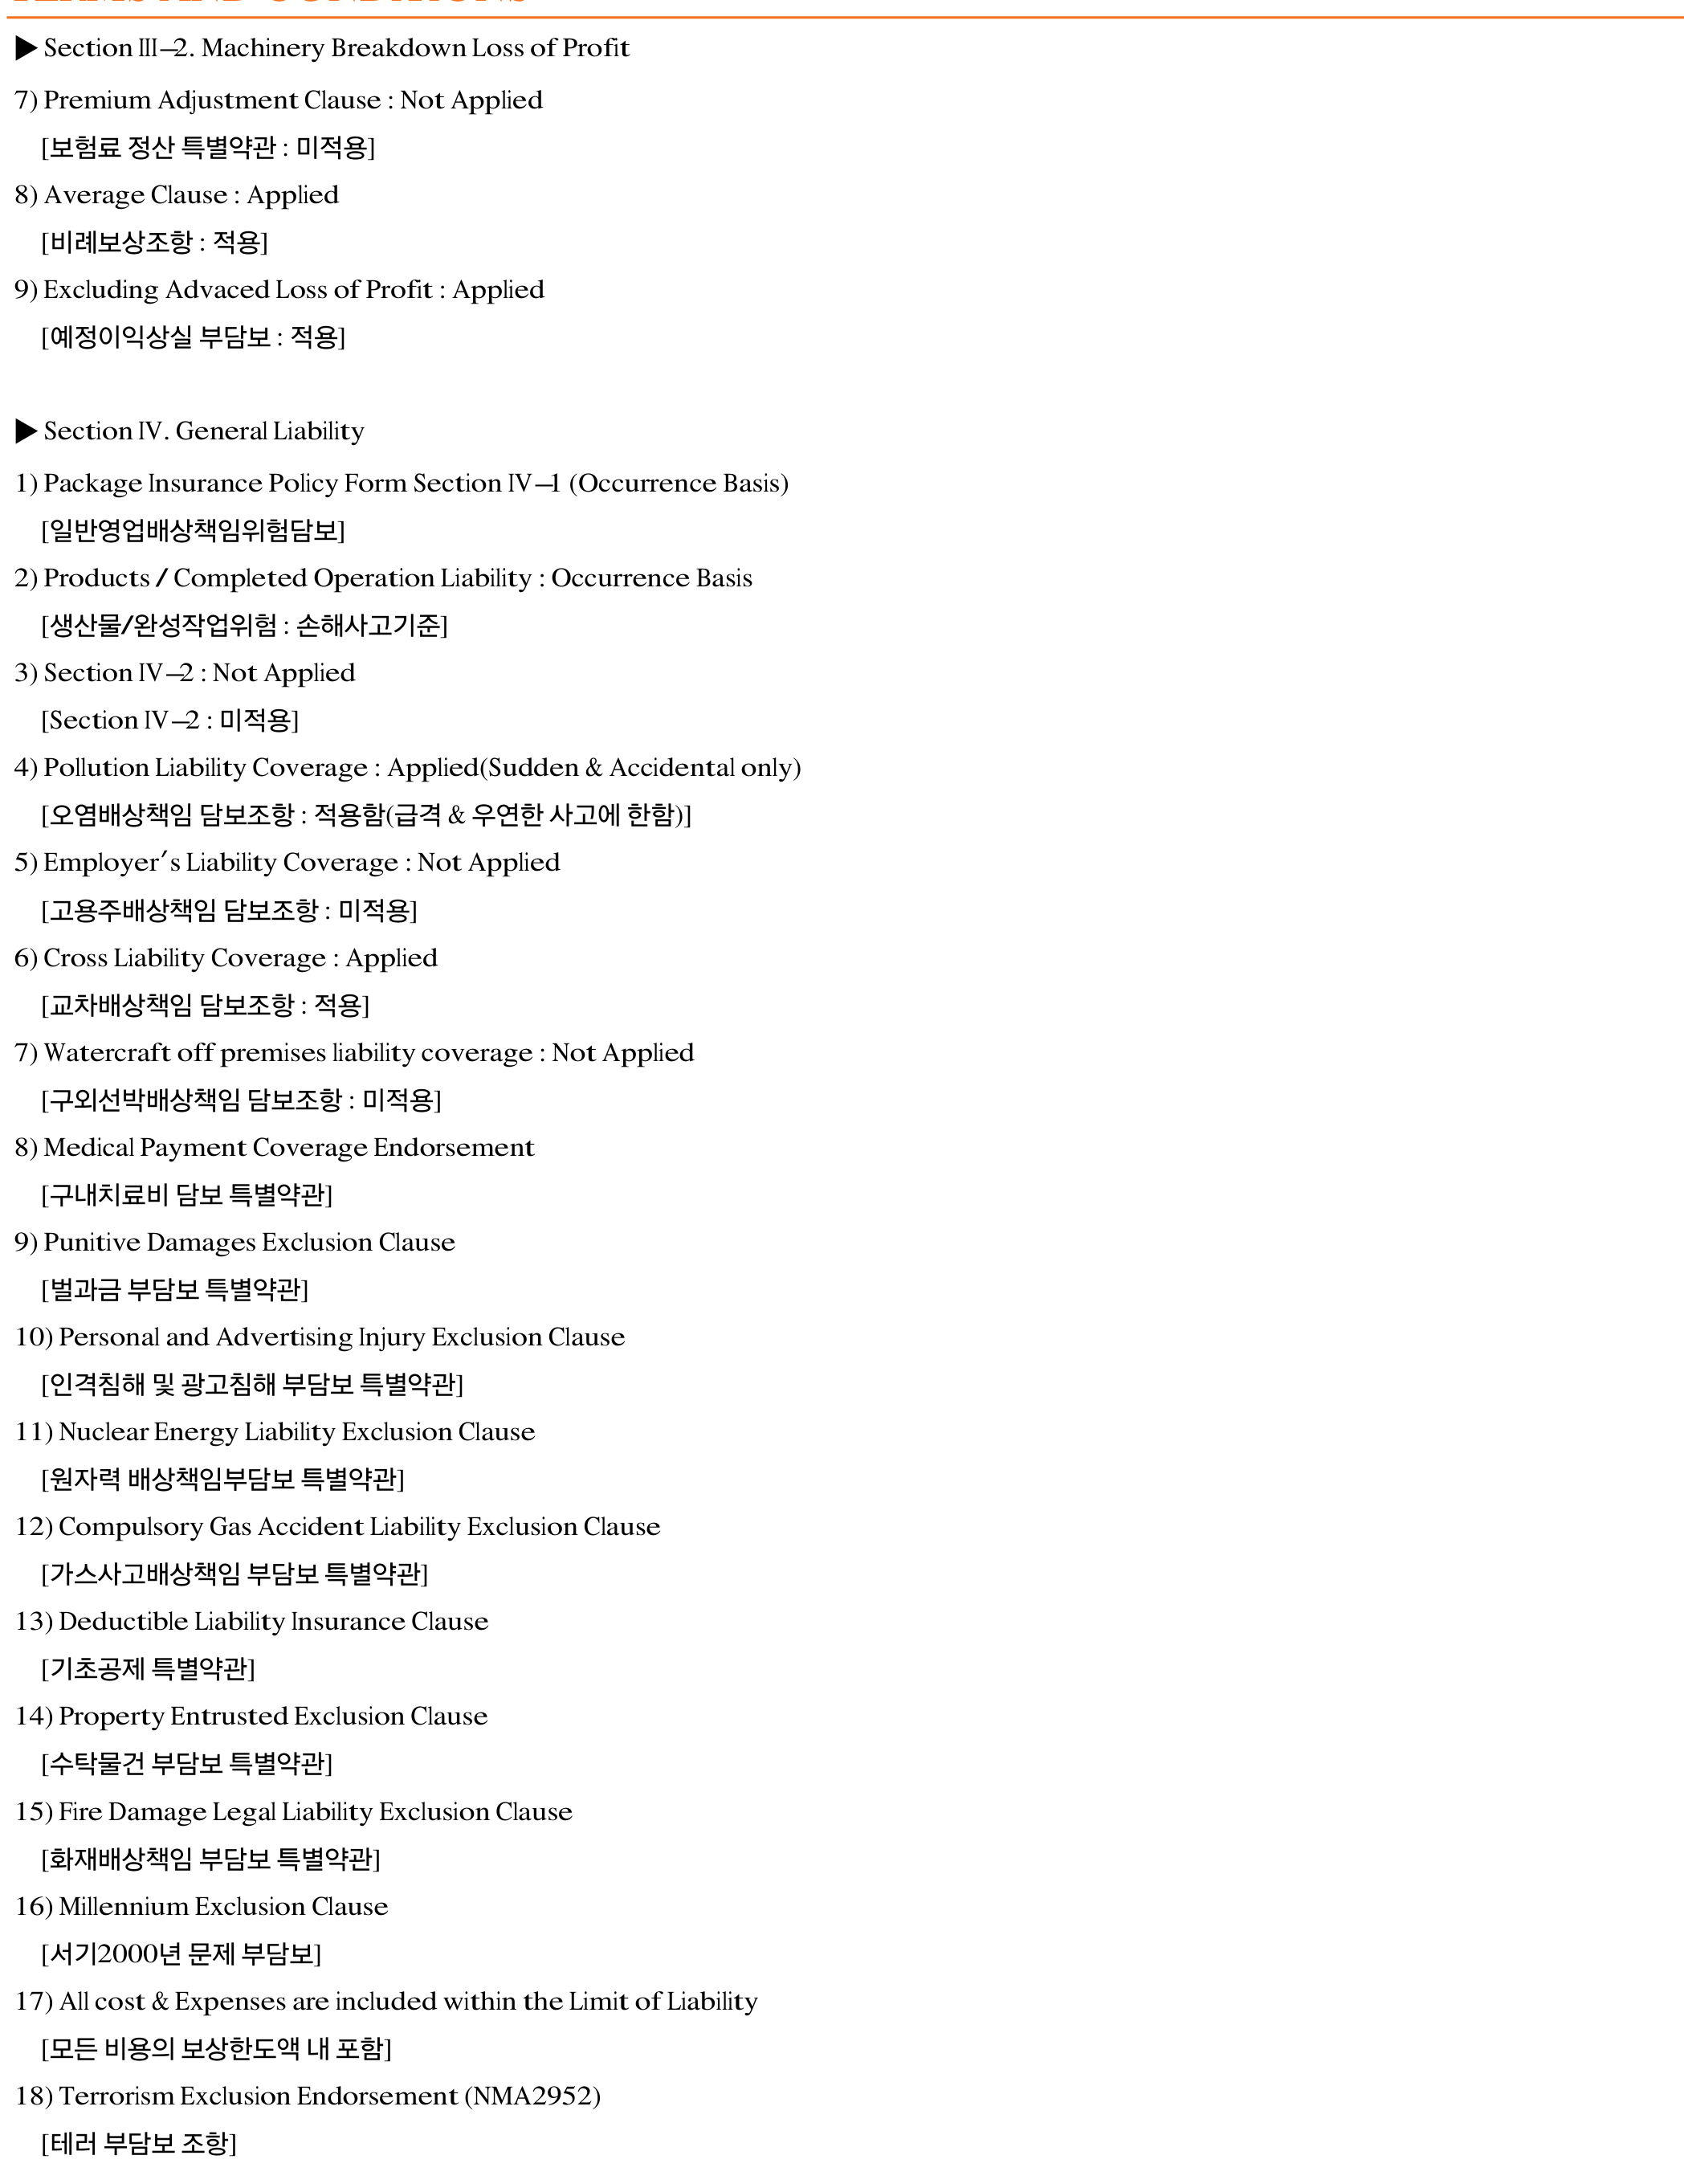 TERMS AND CONDITIONS
▶ Section III-2. Machinery Breakdown Loss of Profit
7) Premium Adjustment Clause : Not Applied
[보험료 정산 특별약관 : 미적용]
8) Average Clause : Applied
[비례보상조항 : 적용]
9) Excluding Advaced Loss of Profit : Applied
[예정이익상실 부담보 : 적용]
▶ Section IV. General Liability
1) Package Insurance Policy Form Section IV-1 (Occurrence Basis)
[일반영업배상책임위험담보]
2) Products / Completed Operation Liability : Occurrence Basis
[생산물/완성작업위험 : 손해사고기준]
3) Section IV-2 : Not Applied
[Section IV-2 : 미적용]
4) Pollution Liability Coverage : Applied(Sudden & Accidental only)
[오염배상책임 담보조항 : 적용함(급격 & 우연한 사고에 한함)]
5) Employer′s Liability Coverage : Not Applied
[고용주배상책임 담보조항 : 미적용]
6) Cross Liability Coverage : Applied
[교차배상책임 담보조항 : 적용]
7) Watercraft off premises liability coverage : Not Applied
[구외선박배상책임 담보조항 : 미적용]
8) Medical Payment Coverage Endorsement
[구내치료비 담보 특별약관]
9) Punitive Damages Exclusion Clause
[벌과금 부담보 특별약관]
10) Personal and Advertising Injury Exclusion Clause
[인격침해 및 광고침해 부담보 특별약관]
11) Nuclear Energy Liability Exclusion Clause
[원자력 배상책임부담보 특별약관]
12) Compulsory Gas Accident Liability Exclusion Clause
[가스사고배상책임 부담보 특별약관]
13) Deductible Liability Insurance Clause
[기초공제 특별약관]
14) Property Entrusted Exclusion Clause
[수탁물건 부담보 특별약관]
15) Fire Damage Legal Liability Exclusion Clause
[화재배상책임 부담보 특별약관]
16) Millennium Exclusion Clause
[서기2000년 문제 부담보]
17) All cost & Expenses are included within the Limit of Liability
[모든 비용의 보상한도액 내 포함]
18) Terrorism Exclusion Endorsement (NMA2952)
[테러 부담보 조항]